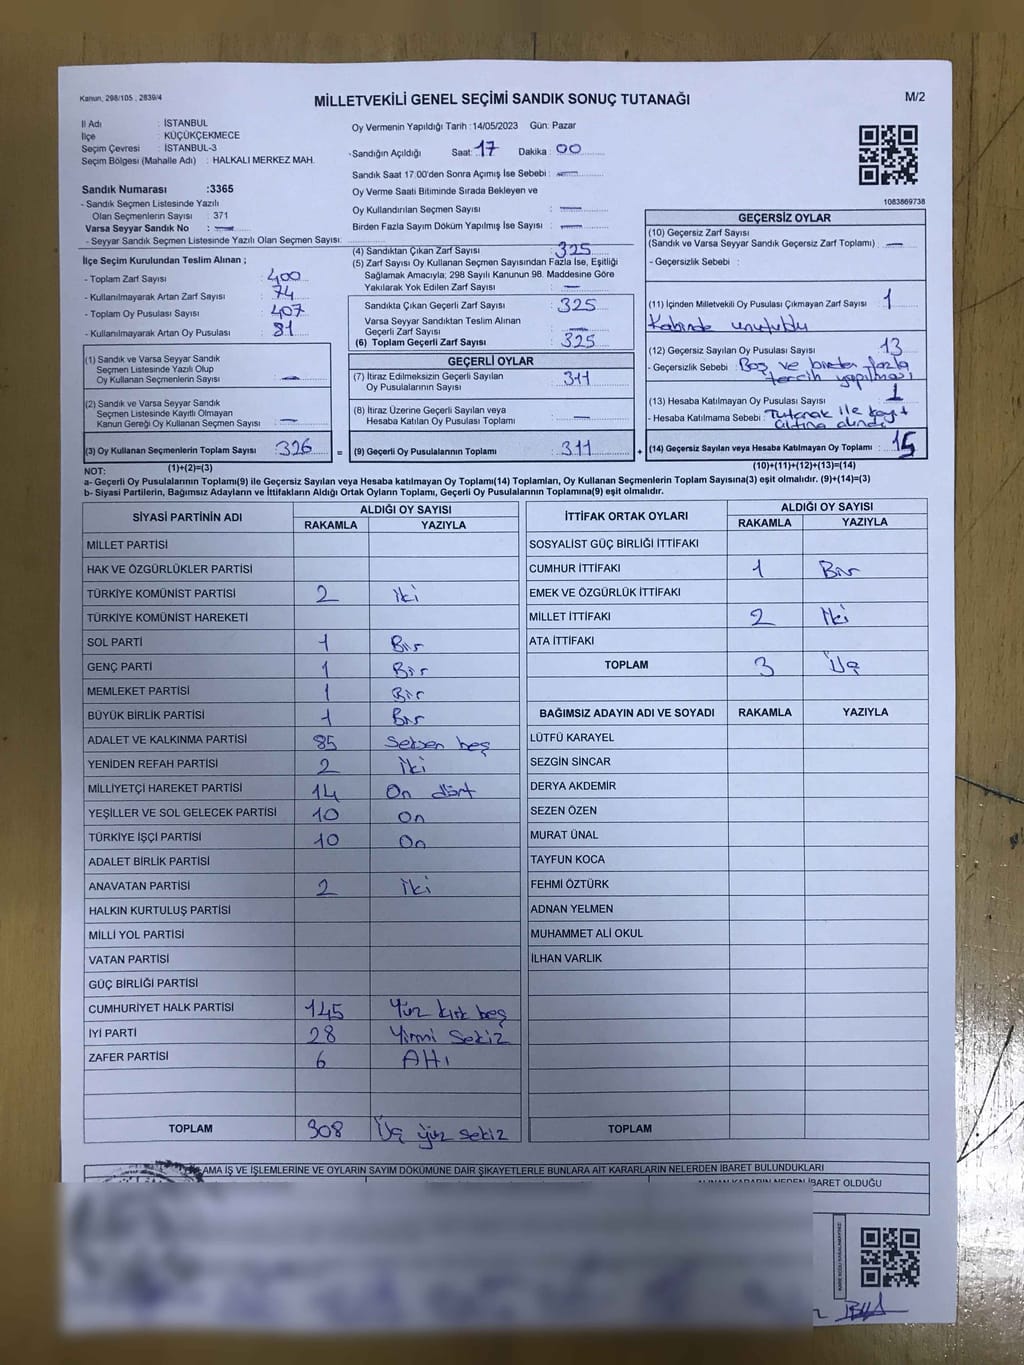 Kanun, 298/105 , 2839/4
MİLLETVEKİLİ GENEL SEÇİMİ SANDIK SONUÇ TUTANAĞI
M/2
İl Adı : İSTANBUL
İlçe : KÜÇÜKÇEKMECE
Seçim Çevresi : İSTANBUL-3
Seçim Bölgesi (Mahalle Adı) : HALKALI MERKEZ MAH.
Sandık Numarası :3365
- Sandık Seçmen Listesinde Yazılı
Olan Seçmenlerin Sayısı : 371
Varsa Seyyar Sandık No : —
- Seyyar Sandık Seçmen Listesinde Yazılı Olan Seçmen Sayısı:
İlçe Seçim Kurulundan Teslim Alınan ;
- Toplam Zarf Sayısı : 400
- Kullanılmayarak Artan Zarf Sayısı : 74
- Toplam Oy Pusulası Sayısı : 407
- Kullanılmayarak Artan Oy Pusulası : 81
(1) Sandık ve Varsa Seyyar Sandık
Seçmen Listesinde Yazılı Olup
Oy Kullanan Seçmenlerin Sayısı : —
(2) Sandık ve Varsa Seyyar Sandık
Seçmen Listesinde Kayıtlı Olmayan
Kanun Gereği Oy Kullanan Seçmen Sayısı : —
(3) Oy Kullanan Seçmenlerin Toplam Sayısı : 326
(1)+(2)=(3)
Oy Vermenin Yapıldığı Tarih :14/05/2023 Gün: Pazar
-Sandığın Açıldığı Saat: 17 Dakika : 00
Sandık Saat 17:00'den Sonra Açımış İse Sebebi : —
Oy Verme Saati Bitiminde Sırada Bekleyen ve
Oy Kullandırılan Seçmen Sayısı : —
Birden Fazla Sayım Döküm Yapılmış İse Sayısı : —
(4) Sandıktan Çıkan Zarf Sayısı : 325
(5) Zarf Sayısı Oy Kullanan Seçmen Sayısından Fazla İse, Eşitliği
Sağlamak Amacıyla; 298 Sayılı Kanunun 98. Maddesine Göre
Yakılarak Yok Edilen Zarf Sayısı : —
Sandıkta Çıkan Geçerli Zarf Sayısı : 325
Varsa Seyyar Sandıktan Teslim Alınan
Geçerli Zarf Sayısı : —
(6) Toplam Geçerli Zarf Sayısı : 325
GEÇERLİ OYLAR
(7) İtiraz Edilmeksizin Geçerli Sayılan
Oy Pusulalarının Sayısı : 311
(8) İtiraz Üzerine Geçerli Sayılan veya
Hesaba Katılan Oy Pusulası Toplamı : —
= (9) Geçerli Oy Pusulalarının Toplamı : 311 +
1083869738
GEÇERSİZ OYLAR
(10) Geçersiz Zarf Sayısı
(Sandık ve Varsa Seyyar Sandık Geçersiz Zarf Toplamı) : —
- Geçersizlik Sebebi :
(11) İçinden Milletvekili Oy Pusulası Çıkmayan Zarf Sayısı : 1
Kabinde unutuldu
(12) Geçersiz Sayılan Oy Pusulası Sayısı : 13
- Geçersizlik Sebebi : Boş ve birden fazla
tercih yapılması
(13) Hesaba Katılmayan Oy Pusulası Sayısı : 1
- Hesaba Katılmama Sebebi : Tutanak ile kayıt
altına alındı
(14) Geçersiz Sayılan veya Hesaba Katılmayan Oy Toplamı : 15
(10)+(11)+(12)+(13)=(14)
NOT:
a- Geçerli Oy Pusulalarının Toplamı(9) ile Geçersiz Sayılan veya Hesaba katılmayan Oy Toplamı(14) Toplamları, Oy Kullanan Seçmenlerin Toplam Sayısına(3) eşit olmalıdır. (9)+(14)=(3)
b- Siyasi Partilerin, Bağımsız Adayların ve İttifakların Aldığı Ortak Oyların Toplamı, Geçerli Oy Pusulalarının Toplamına(9) eşit olmalıdır.
SİYASİ PARTİNİN ADI ALDIĞI OY SAYISI
RAKAMLA YAZIYLA
MİLLET PARTİSİ
HAK VE ÖZGÜRLÜKLER PARTİSİ
TÜRKİYE KOMÜNİST PARTİSİ 2 iki
TÜRKİYE KOMÜNİST HAREKETİ
SOL PARTİ 1 Bir
GENÇ PARTİ 1 Bir
MEMLEKET PARTİSİ 1 Bir
BÜYÜK BİRLİK PARTİSİ 1 Bir
ADALET VE KALKINMA PARTİSİ 85 Seksen beş
YENİDEN REFAH PARTİSİ 2 iki
MİLLİYETÇİ HAREKET PARTİSİ 14 On dört
YEŞİLLER VE SOL GELECEK PARTİSİ 10 On
TÜRKİYE İŞÇİ PARTİSİ 10 On
ADALET BİRLİK PARTİSİ
ANAVATAN PARTİSİ 2 iki
HALKIN KURTULUŞ PARTİSİ
MİLLİ YOL PARTİSİ
VATAN PARTİSİ
GÜÇ BİRLİĞİ PARTİSİ
CUMHURİYET HALK PARTİSİ 145 Yüz kırk beş
İYİ PARTİ 28 Yirmi Sekiz
ZAFER PARTİSİ 6 Altı
TOPLAM 308 Üç yüz sekiz
İTTİFAK ORTAK OYLARI ALDIĞI OY SAYISI
RAKAMLA YAZIYLA
SOSYALİST GÜÇ BİRLİĞİ İTTİFAKI
CUMHUR İTTİFAKI 1 Bir
EMEK VE ÖZGÜRLÜK İTTİFAKI
MİLLET İTTİFAKI 2 İki
ATA İTTİFAKI
TOPLAM 3 Üç
BAĞIMSIZ ADAYIN ADI VE SOYADI RAKAMLA YAZIYLA
LÜTFÜ KARAYEL
SEZGİN SİNCAR
DERYA AKDEMİR
SEZEN ÖZEN
MURAT ÜNAL
TAYFUN KOCA
FEHMİ ÖZTÜRK
ADNAN YELMEN
MUHAMMET ALİ OKUL
İLHAN VARLIK
TOPLAM
AMA İŞ VE İŞLEMLERİNE VE OYLARIN SAYIM DÖKÜMÜNE DAİR ŞİKAYETLERLE BUNLARA AİT KARARLARIN NELERDEN İBARET BULUNDUKLARI
ALINAN KARARIN NEDEN İBARET OLDUĞU